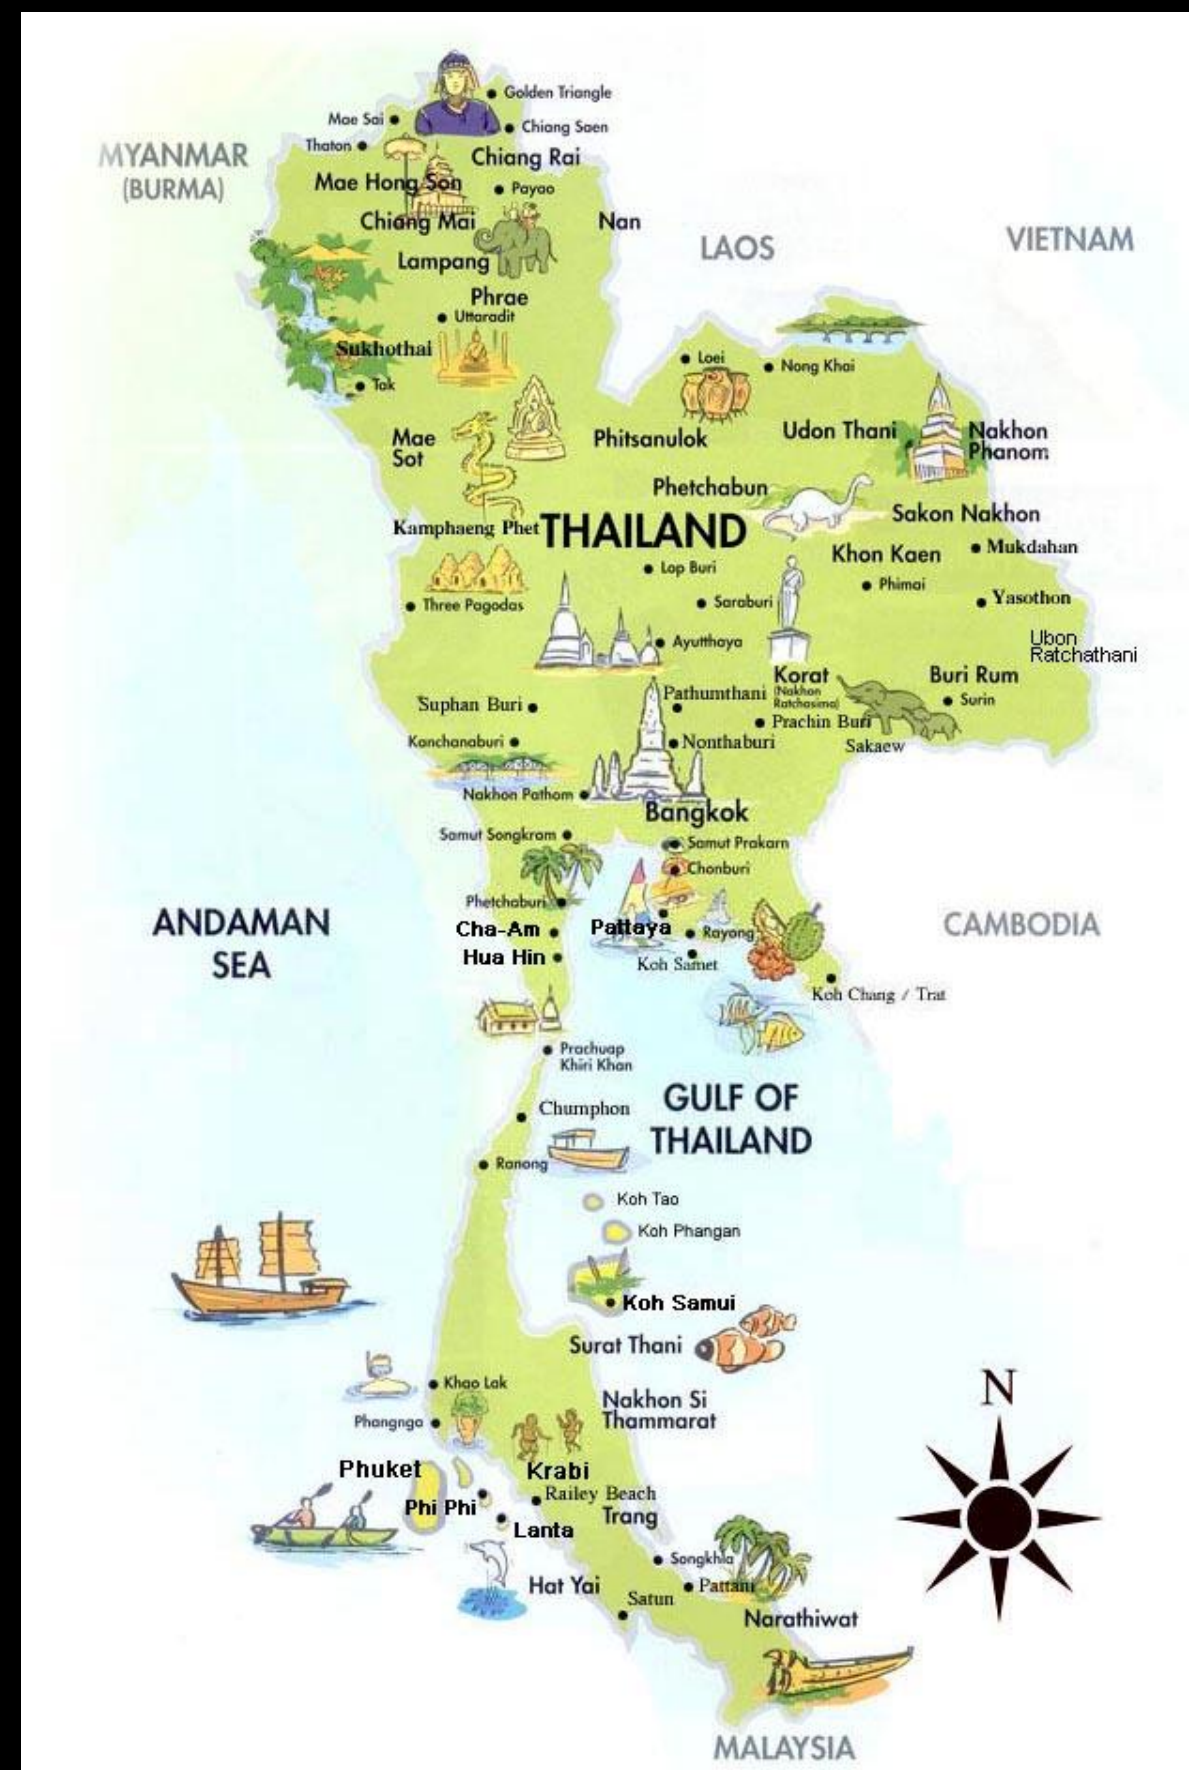 Golden Triangle
Mae Sai
Chiang Saen
Thaton
MYANMAR
(BURMA)
Chiang Rai
Mae Hong Son
Payao
Chiang Mai
Nan
LAOS
VIETNAM
Lampang
Phrae
Uttaradit
Sukhothai
Loei
Nong Khai
Tak
Mae
Sot
Phitsanulok
Udon Thani
Nakhon
Phanom
Phetchabun
Sakon Nakhon
Kamphaeng Phet
THAILAND
Khon Kaen
Mukdahan
Lop Buri
Phimai
Three Pagodas
Saraburi
Yasothon
Ayutthaya
Ubon
Ratchathani
Korat
(Nakhon
Ratchasima)
Buri Rum
Pathumthani
Surin
Suphan Buri
Prachin Buri
Kanchanaburi
Nonthaburi
Sakaew
Nakhon Pathom
Bangkok
Samut Songkram
Samut Prakarn
Chonburi
Phetchaburi
ANDAMAN
SEA
Cha-Am
Pattaya
Rayong
CAMBODIA
Hua Hin
Koh Samet
Koh Chang / Trat
Prachuap
Khiri Khan
GULF OF
THAILAND
Chumphon
Ranong
Koh Tao
Koh Phangan
Koh Samui
Surat Thani
Khao Lak
Nakhon Si
Thammarat
Phangnga
N
Phuket
Krabi
Railey Beach
Phi Phi
Trang
Lanta
Songkhla
Hat Yai
Pattani
Satun
Narathiwat
MALAYSIA